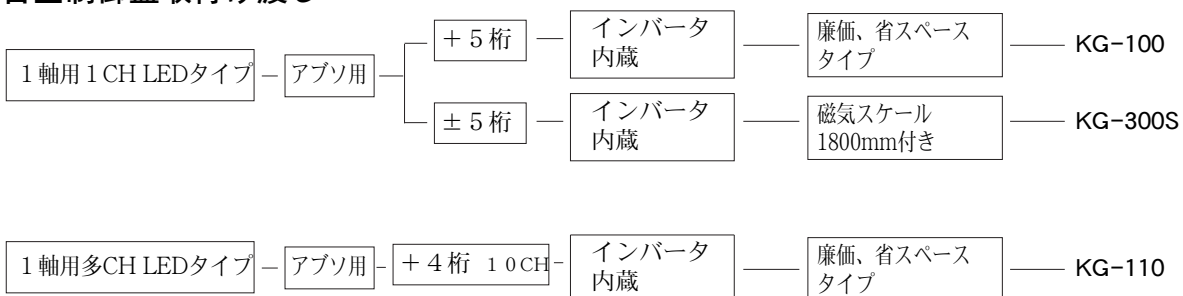 ＋５桁
インバータ
内蔵
廉価、省スペース
タイプ
KG-100
１軸用１CH LEDタイプ
アブソ用
±５桁
インバータ
内蔵
磁気スケール
1800mm付き
KG-300S
１軸用多CH LEDタイプ
アブソ用
＋４桁 １０CH
インバータ
内蔵
廉価、省スペース
タイプ
KG-110